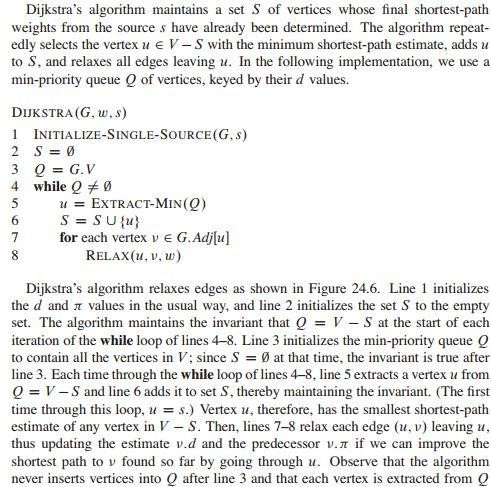 Dijkstra's algorithm maintains a set S of vertices whose final shortest-path
weights from the source s have already been determined. The algorithm repeat-
edly selects the vertex u ∈ V − S with the minimum shortest-path estimate, adds u
to S, and relaxes all edges leaving u. In the following implementation, we use a
min-priority queue Q of vertices, keyed by their d values.
DIJKSTRA(G, w, s)
1 INITIALIZE-SINGLE-SOURCE(G, s)
2 S = ∅
3 Q = G.V
4 while Q ≠ ∅
5 u = EXTRACT-MIN(Q)
6 S = S ∪ {u}
7 for each vertex v ∈ G.Adj[u]
8 RELAX(u, v, w)
Dijkstra's algorithm relaxes edges as shown in Figure 24.6. Line 1 initializes
the d and π values in the usual way, and line 2 initializes the set S to the empty
set. The algorithm maintains the invariant that Q = V − S at the start of each
iteration of the while loop of lines 4–8. Line 3 initializes the min-priority queue Q
to contain all the vertices in V; since S = ∅ at that time, the invariant is true after
line 3. Each time through the while loop of lines 4–8, line 5 extracts a vertex u from
Q = V − S and line 6 adds it to set S, thereby maintaining the invariant. (The first
time through this loop, u = s.) Vertex u, therefore, has the smallest shortest-path
estimate of any vertex in V − S. Then, lines 7–8 relax each edge (u, v) leaving u,
thus updating the estimate v.d and the predecessor v.π if we can improve the
shortest path to v found so far by going through u. Observe that the algorithm
never inserts vertices into Q after line 3 and that each vertex is extracted from Q